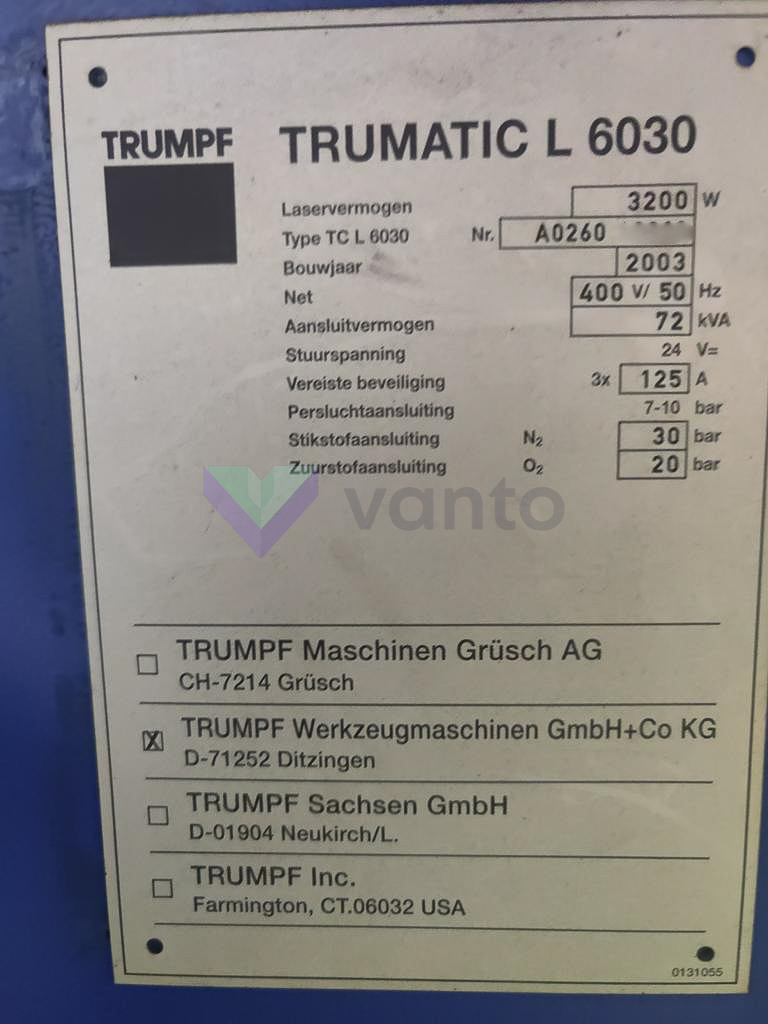 TRUMPF
TRUMATIC L 6030
Laservermogen 3200 W
Type TC L 6030 Nr. A0260
Bouwjaar 2003
Net 400 V/ 50 Hz
Aansluitvermogen 72 kVA
Stuurspanning 24 V=
Vereiste beveiliging 3x 125 A
Persluchtaansluiting 7-10 bar
Stikstofaansluiting N₂ 30 bar
Zuurstofaansluiting O₂ 20 bar
vanto
TRUMPF Maschinen Grüsch AG
CH-7214 Grüsch
X TRUMPF Werkzeugmaschinen GmbH+Co KG
D-71252 Ditzingen
TRUMPF Sachsen GmbH
D-01904 Neukirch/L.
TRUMPF Inc.
Farmington, CT.06032 USA
0131055